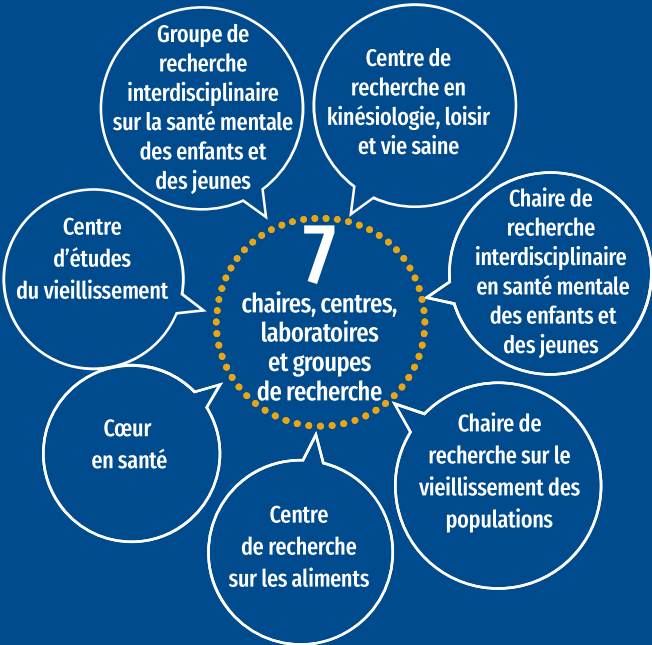 Groupe de
recherche
interdisciplinaire
sur la santé mentale
des enfants et
des jeunes
Centre de
recherche en
kinésiologie, loisir
et vie saine
Chaire de
recherche
interdisciplinaire
en santé mentale
des enfants et
des jeunes
Centre
d’études
du vieillissement
7
chaires, centres,
laboratoires
et groupes
de recherche
Cœur
en santé
Chaire de
recherche sur le
vieillissement des
populations
Centre
de recherche
sur les aliments